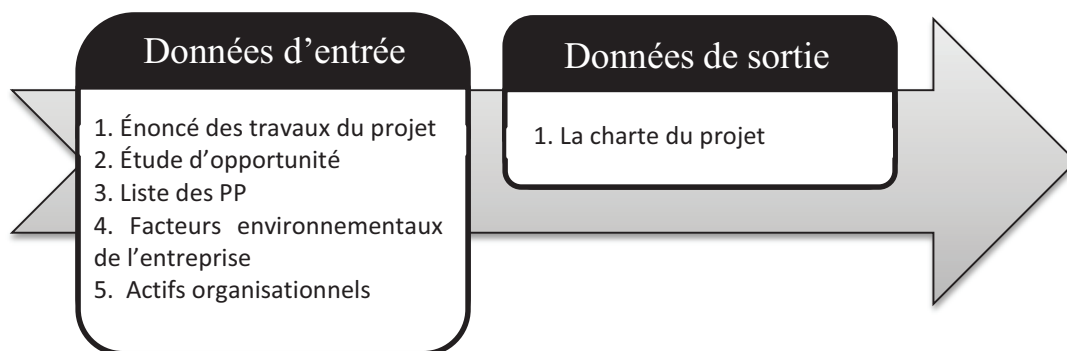 Données d’entrée
1. Énoncé des travaux du projet
2. Étude d’opportunité
3. Liste des PP
4. Facteurs environnementaux
de l’entreprise
5. Actifs organisationnels
Données de sortie
1. La charte du projet